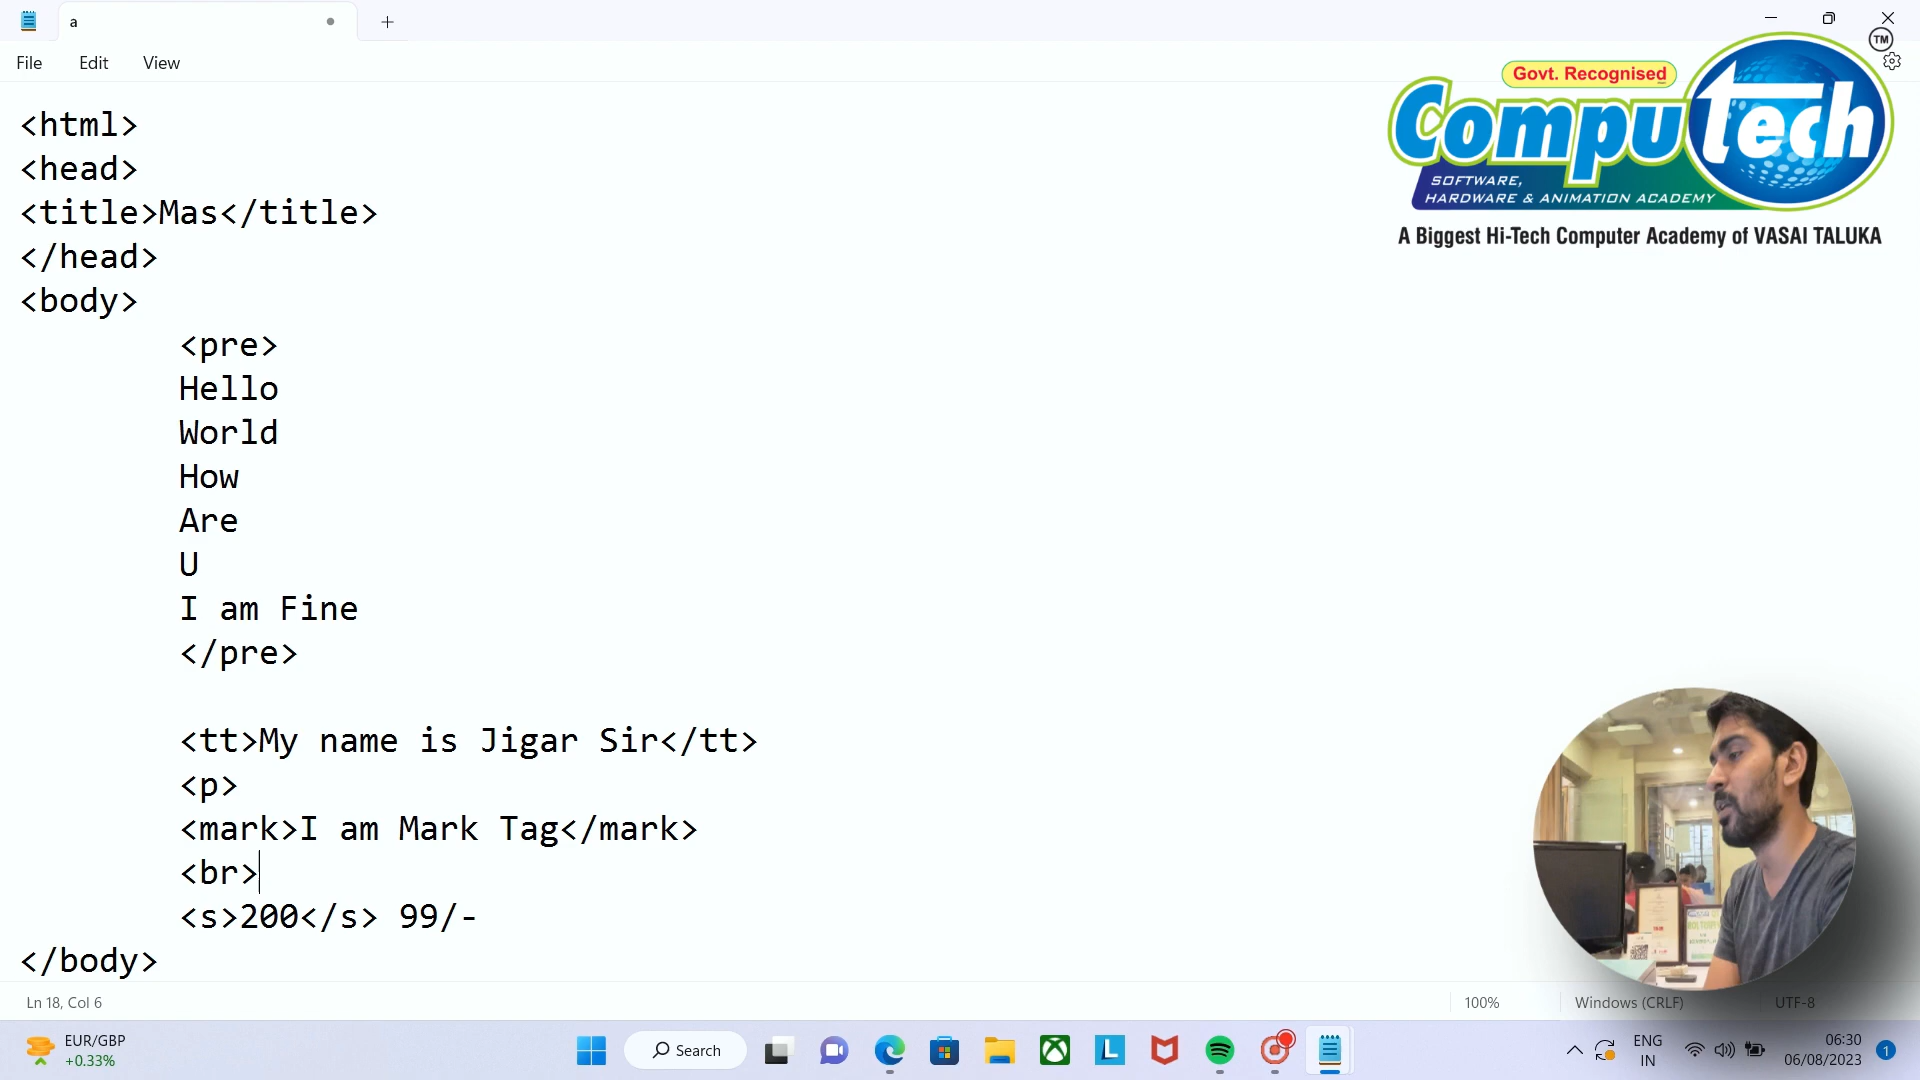 a
File Edit View
TM
Govt. Recognised
Computech
SOFTWARE,
HARDWARE & ANIMATION ACADEMY
A Biggest Hi-Tech Computer Academy of VASAI TALUKA
<html>
<head>
<title>Mas</title>
</head>
<body>
<pre>
Hello
World
How
Are
U
I am Fine
</pre>
<tt>My name is Jigar Sir</tt>
<p>
<mark>I am Mark Tag</mark>
<br>
<s>200</s> 99/-
</body>
Ln 18, Col 6 100% Windows (CRLF) UTF-8
EUR/GBP
+0.33%
Search
L
ENG
IN
06:30
06/08/2023
1